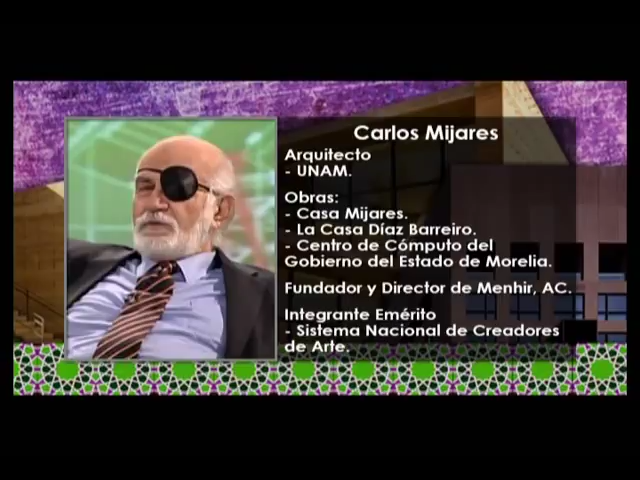 Carlos Mijares
Arquitecto
- UNAM.
Obras:
- Casa Mijares.
- La Casa Díaz Barreiro.
- Centro de Cómputo del
Gobierno del Estado de Morelia.
Fundador y Director de Menhir, AC.
Integrante Emérito
- Sistema Nacional de Creadores
de Arte.